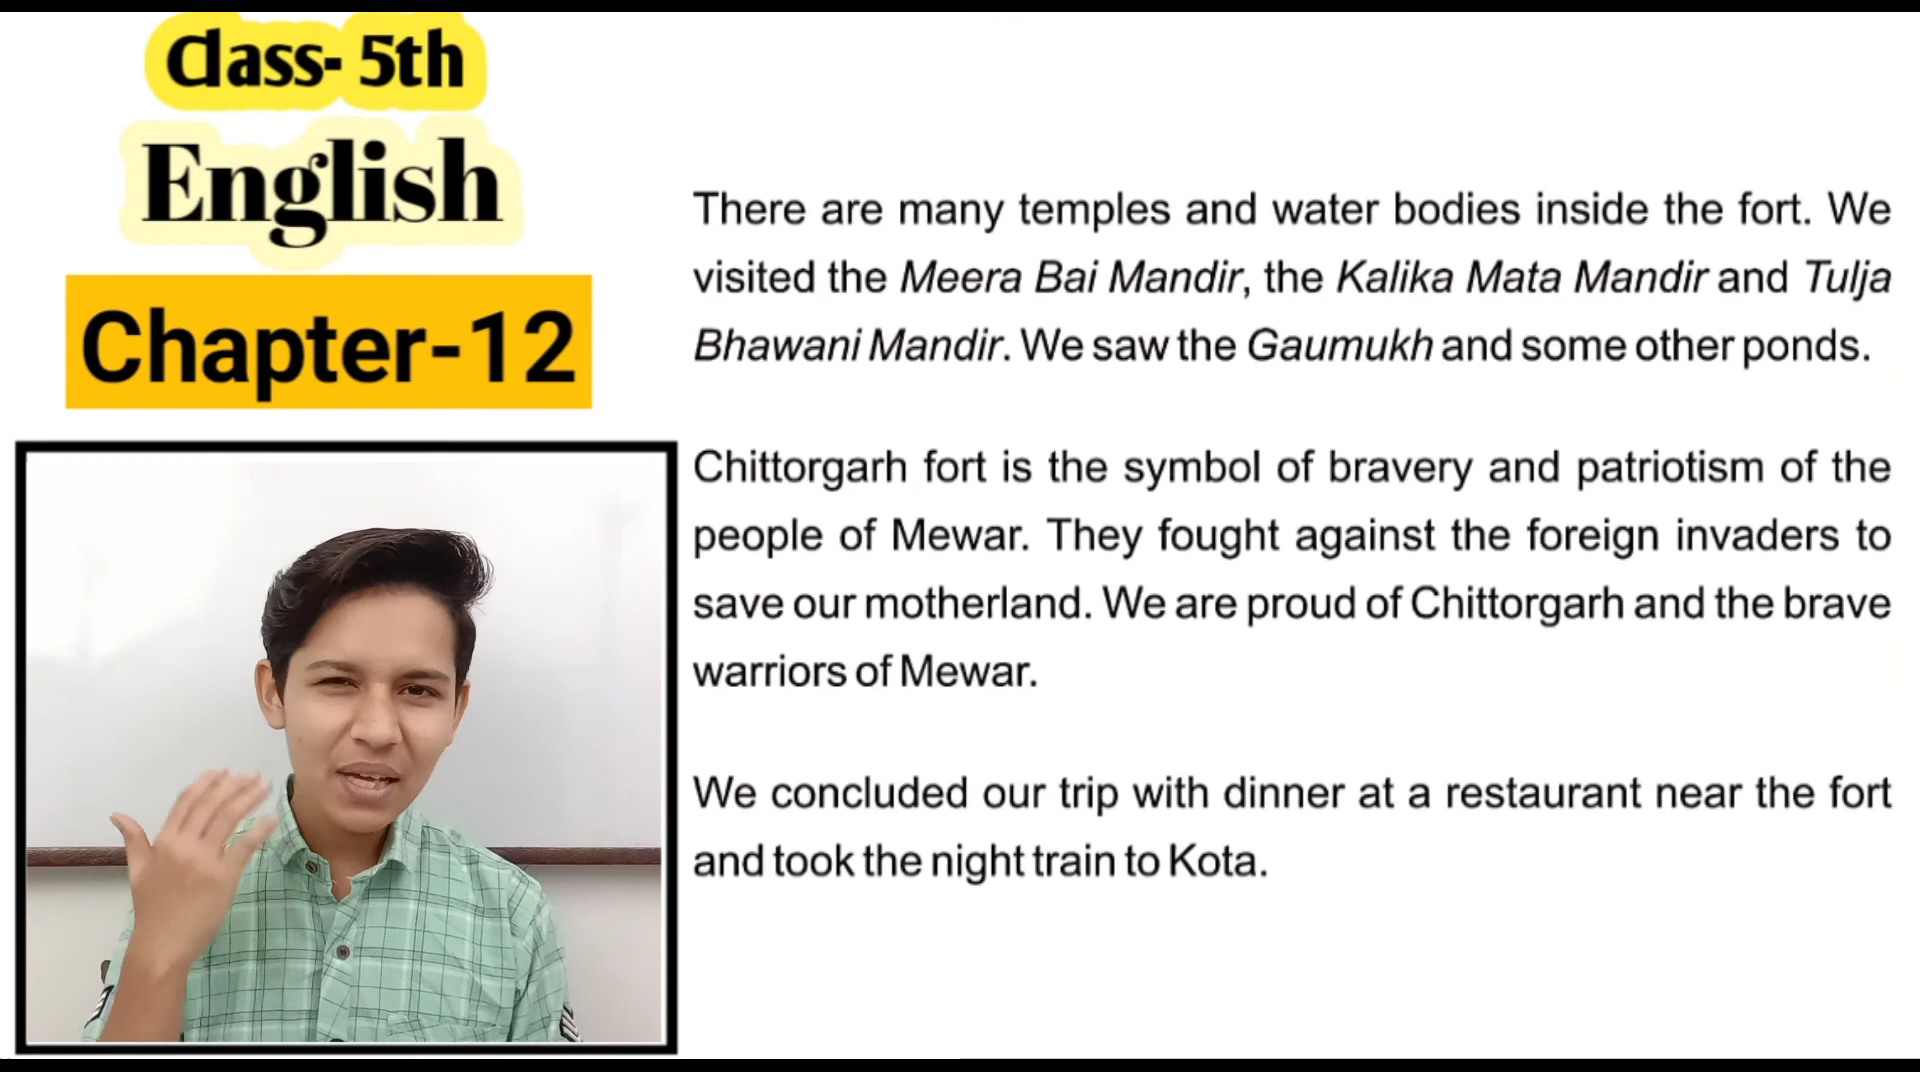 Class- 5th
English
Chapter-12
There are many temples and water bodies inside the fort. We
visited the Meera Bai Mandir, the Kalika Mata Mandir and Tulja
Bhawani Mandir. We saw the Gaumukh and some other ponds.
Chittorgarh fort is the symbol of bravery and patriotism of the
people of Mewar. They fought against the foreign invaders to
save our motherland. We are proud of Chittorgarh and the brave
warriors of Mewar.
We concluded our trip with dinner at a restaurant near the fort
and took the night train to Kota.